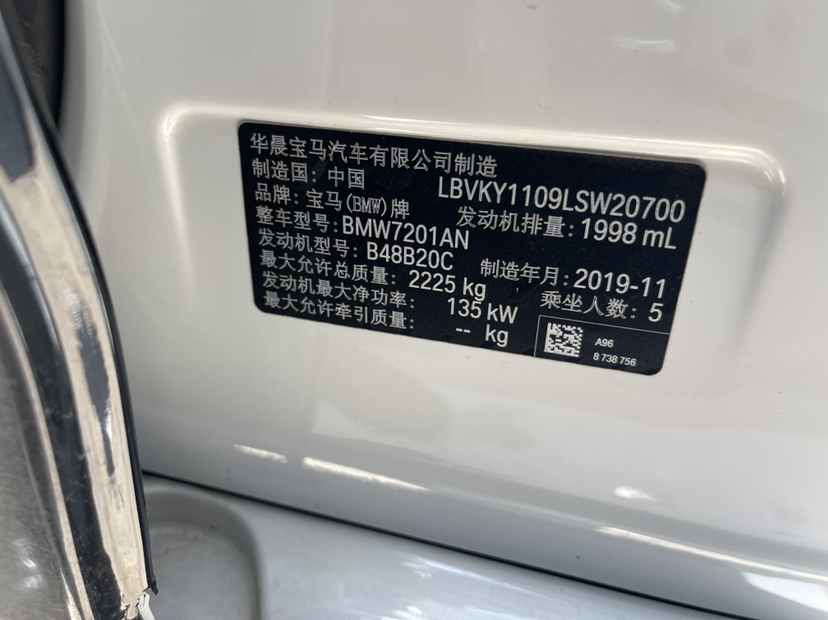 华晨宝马汽车有限公司制造
制造国：中国 LBVKY1109LSW20700
品牌：宝马(BMW)牌 发动机排量：1998 mL
整车型号：BMW7201AN
发动机型号：B48B20C 制造年月：2019-11
最大允许总质量：2225 kg 乘坐人数：5
发动机最大净功率：135 kW
最大允许牵引质量：-- kg
A96
8 738 756